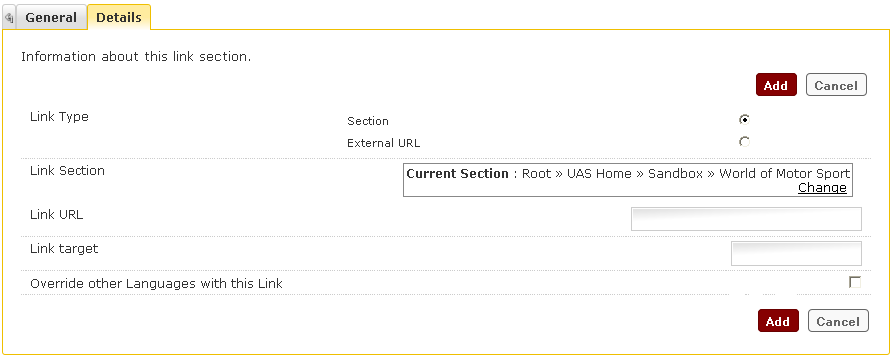 General Details
Information about this link section.
Add Cancel
Link Type Section
External URL
Link Section Current Section : Root » UAS Home » Sandbox » World of Motor Sport
Change
Link URL
Link target
Override other Languages with this Link
Add Cancel